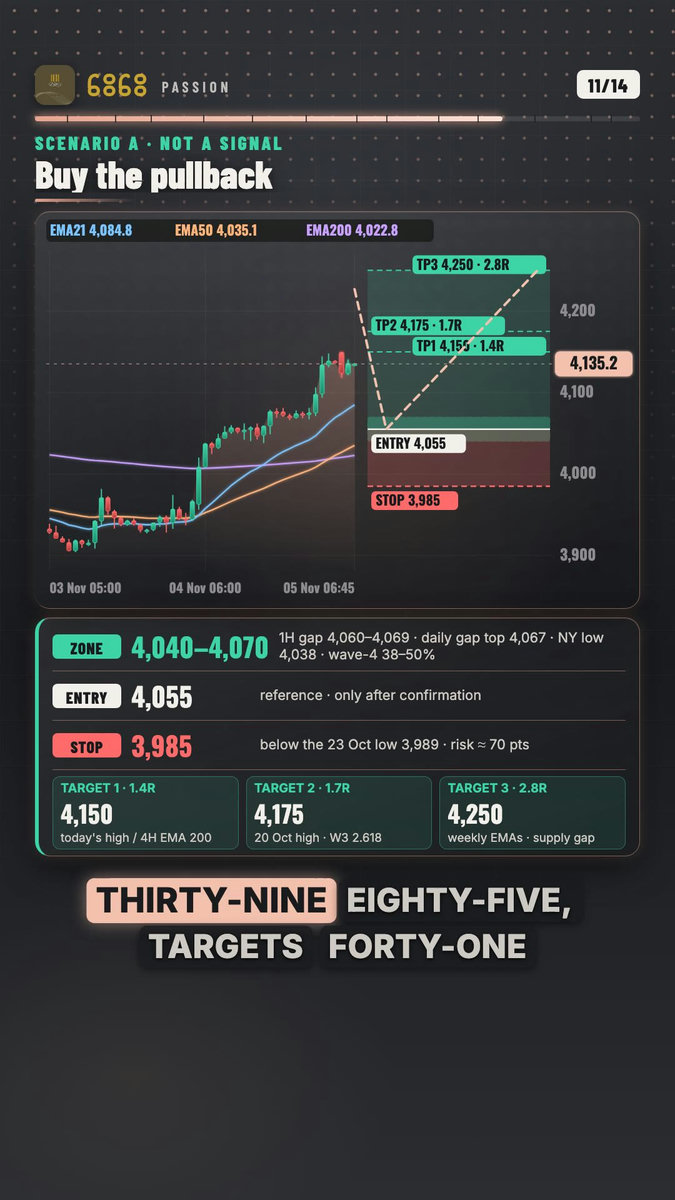 6868 PASSION
11/14
SCENARIO A · NOT A SIGNAL
Buy the pullback
EMA21 4,084.8 EMA50 4,035.1 EMA200 4,022.8
TP3 4,250 · 2.8R
4,200
TP2 4,175 · 1.7R
TP1 4,155 · 1.4R
4,135.2
4,100
ENTRY 4,055
4,000
STOP 3,985
3,900
03 Nov 05:00 04 Nov 06:00 05 Nov 06:45
ZONE 4,040–4,070 1H gap 4,060–4,069 · daily gap top 4,067 · NY low
4,038 · wave-4 38–50%
ENTRY 4,055 reference · only after confirmation
STOP 3,985 below the 23 Oct low 3,989 · risk ≈ 70 pts
TARGET 1 · 1.4R
4,150
today's high / 4H EMA 200
TARGET 2 · 1.7R
4,175
20 Oct high · W3 2.618
TARGET 3 · 2.8R
4,250
weekly EMAs · supply gap
THIRTY-NINE EIGHTY-FIVE,
TARGETS FORTY-ONE